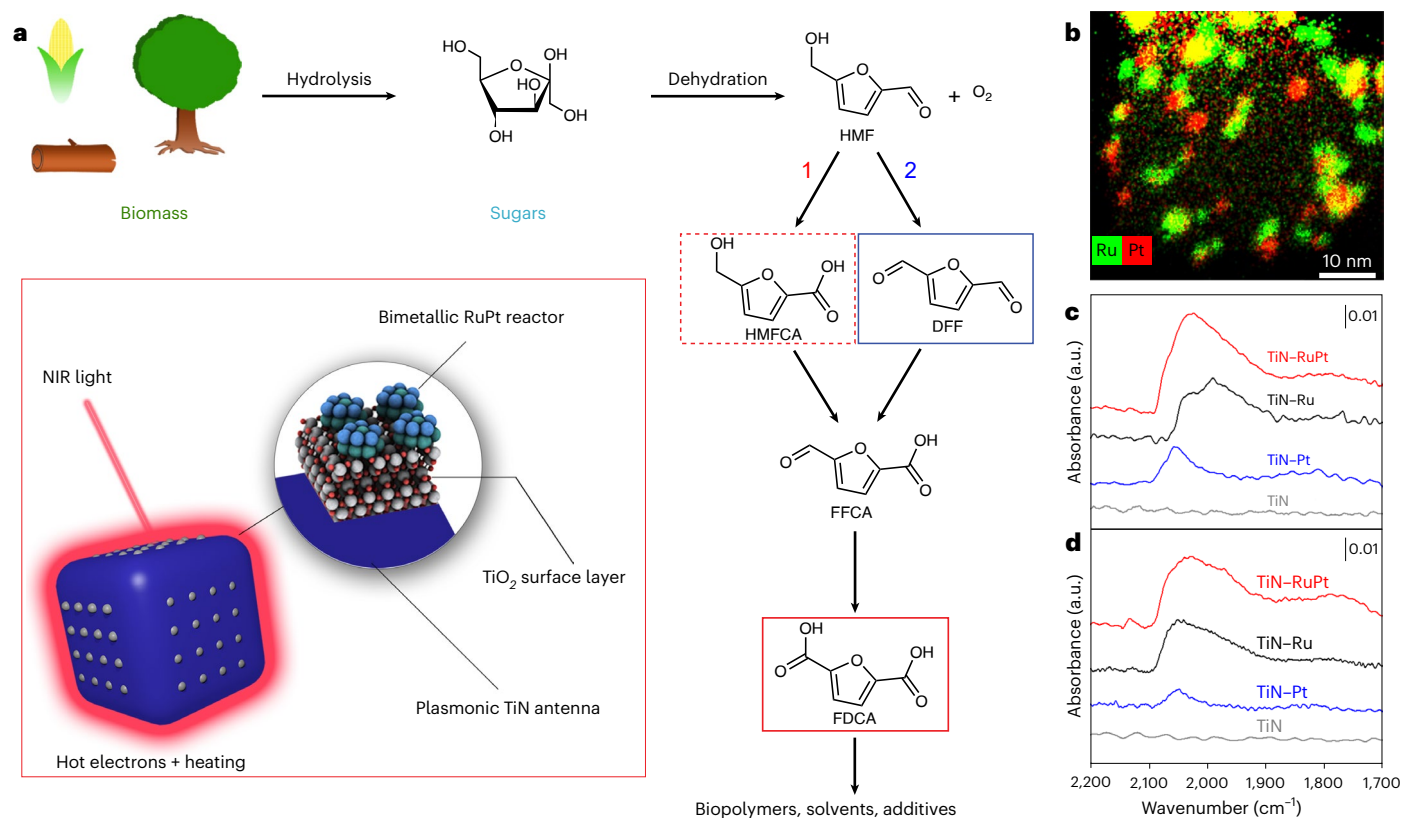 a
Hydrolysis
Dehydration
Biomass
HO
O
OH
HO
OH
OH
Sugars
OH
O
O
HMF
+ O2
1
2
OH
O
OH
O
HMFCA
O
O
O
DFF
O
O
OH
O
FFCA
OH
O
O
OH
O
FDCA
Biopolymers, solvents, additives
Bimetallic RuPt reactor
NIR light
TiO2 surface layer
Plasmonic TiN antenna
Hot electrons + heating
b
Ru Pt
10 nm
c
0.01
TiN–RuPt
TiN–Ru
TiN–Pt
TiN
Absorbance (a.u.)
d
0.01
TiN–RuPt
TiN–Ru
TiN–Pt
TiN
Absorbance (a.u.)
2,200 2,100 2,000 1,900 1,800 1,700
Wavenumber (cm−1)